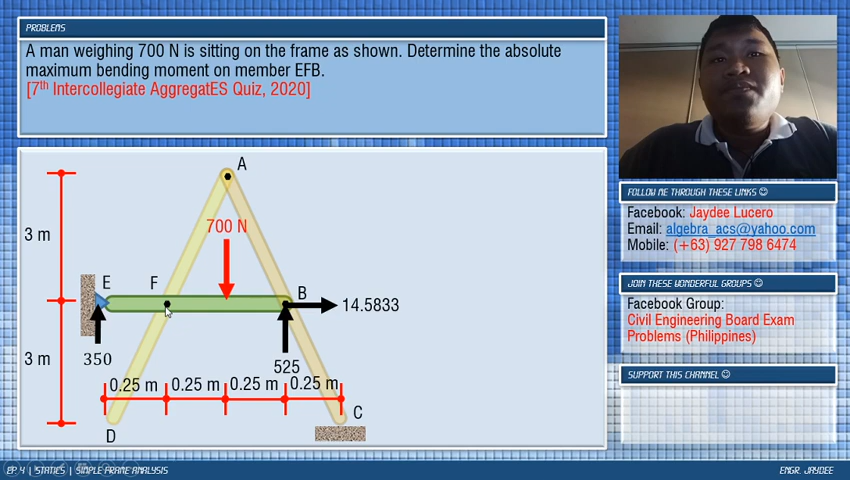 PROBLEMS
A man weighing 700 N is sitting on the frame as shown. Determine the absolute
maximum bending moment on member EFB.
[7th Intercollegiate AggregatES Quiz, 2020]
A
3 m
700 N
E
F
B
14.5833
350
525
3 m
0.25 m
0.25 m
0.25 m
0.25 m
C
D
FOLLOW ME THROUGH THESE LINKS ☺
Facebook: Jaydee Lucero
Email: algebra_acs@yahoo.com
Mobile: (+63) 927 798 6474
JOIN THESE WONDERFUL GROUPS ☺
Facebook Group:
Civil Engineering Board Exam
Problems (Philippines)
SUPPORT THIS CHANNEL ☺
EP. 4 | STATICS | SIMPLE FRAME ANALYSIS
ENGR. JAYDEE